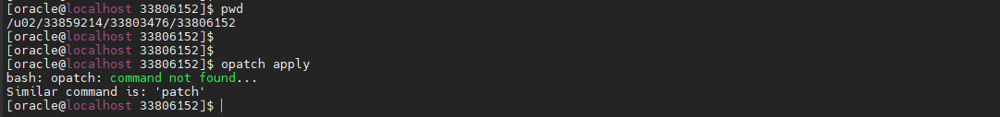 [oracle@localhost 33806152]$ pwd
/u02/33859214/33803476/33806152
[oracle@localhost 33806152]$
[oracle@localhost 33806152]$
[oracle@localhost 33806152]$ opatch apply
bash: opatch: command not found...
Similar command is: 'patch'
[oracle@localhost 33806152]$